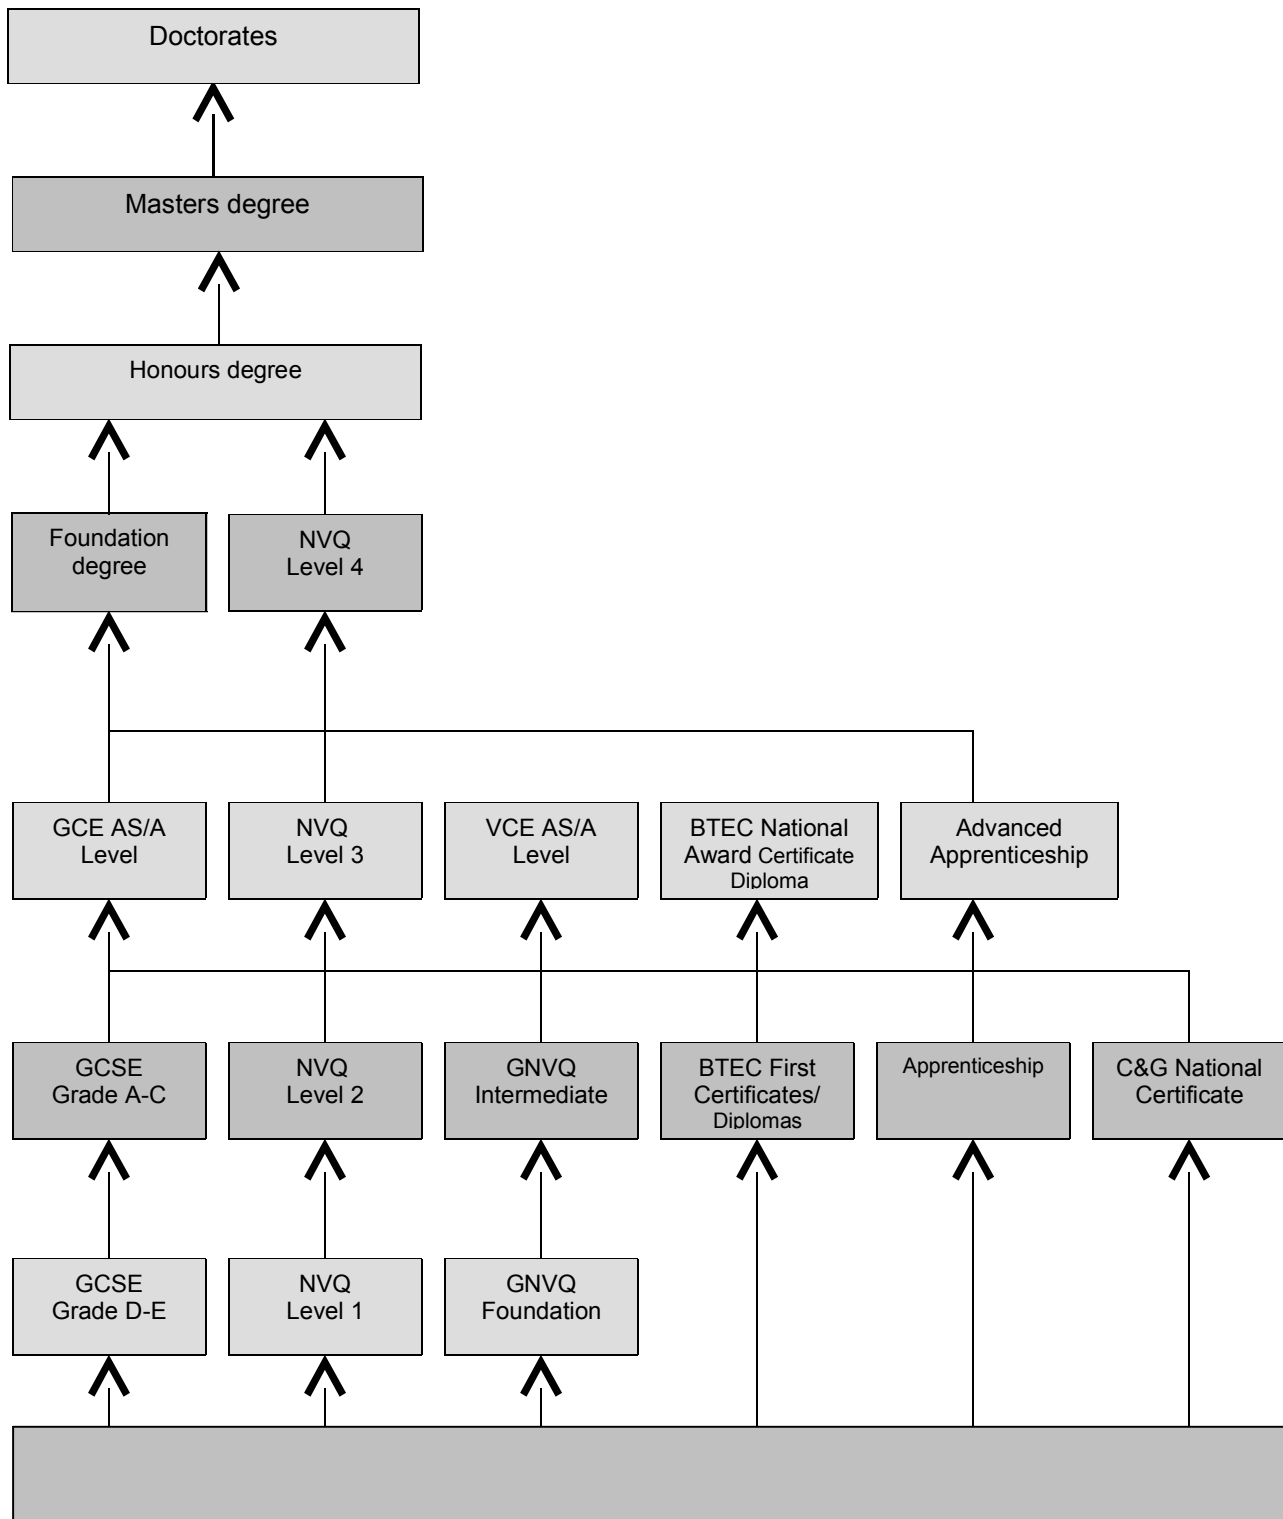 Doctorates
Masters degree
Honours degree
Foundation
degree
NVQ
Level 4
GCE AS/A
Level
NVQ
Level 3
VCE AS/A
Level
BTEC National
Award Certificate
Diploma
Advanced
Apprenticeship
GCSE
Grade A-C
NVQ
Level 2
GNVQ
Intermediate
BTEC First
Certificates/
Diplomas
Apprenticeship
C&G National
Certificate
GCSE
Grade D-E
NVQ
Level 1
GNVQ
Foundation